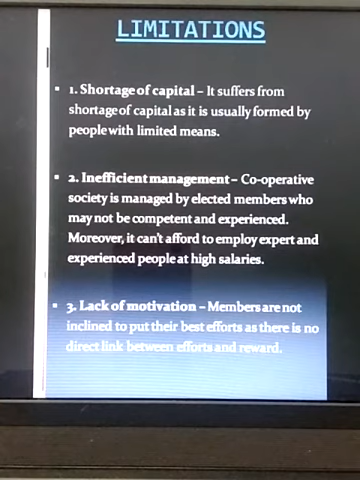 LIMITATIONS
▪ 1. Shortage of capital – It suffers from
shortage of capital as it is usually formed by
people with limited means.
▪ 2. Inefficient management – Co-operative
society is managed by elected members who
may not be competent and experienced.
Moreover, it can't afford to employ expert and
experienced people at high salaries.
▪ 3. Lack of motivation – Members are not
inclined to put their best efforts as there is no
direct link between efforts and reward.